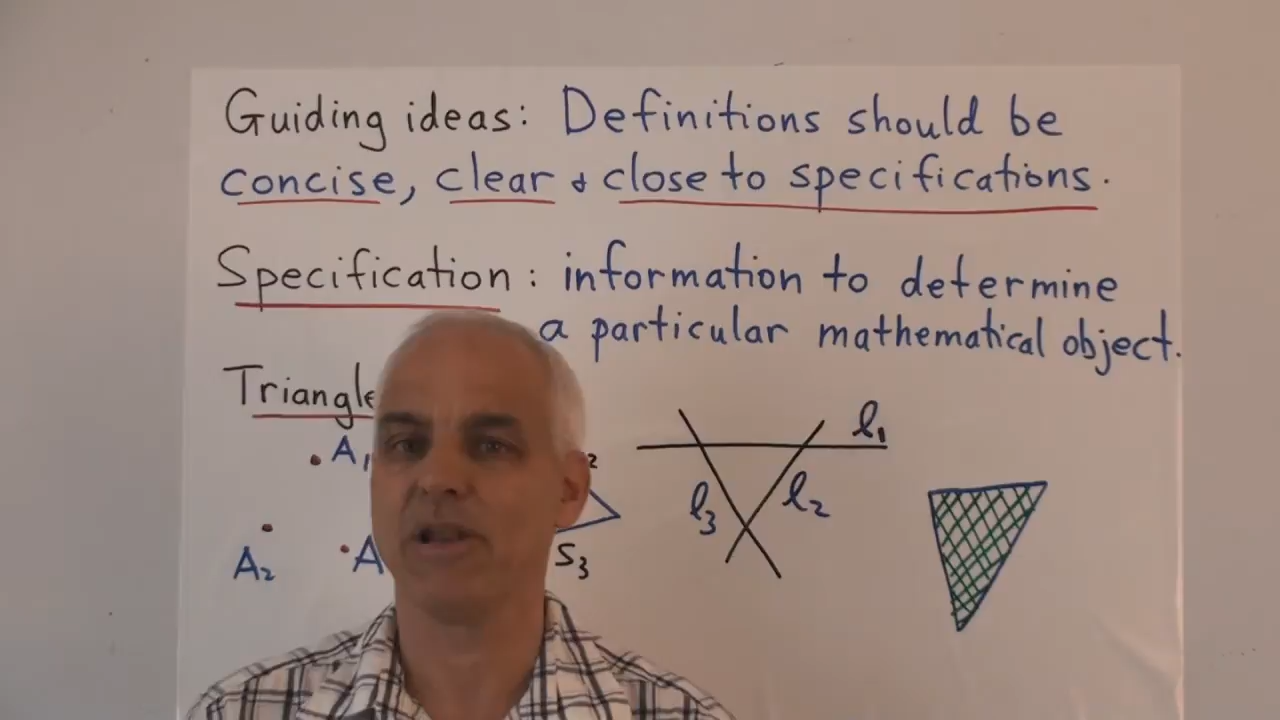 Guiding ideas: Definitions should be
concise, clear & close to specifications.
Specification: information to determine
a particular mathematical object.
Triangle
A₁
A₂
A
2
S₃
l₁
l₂
l₃